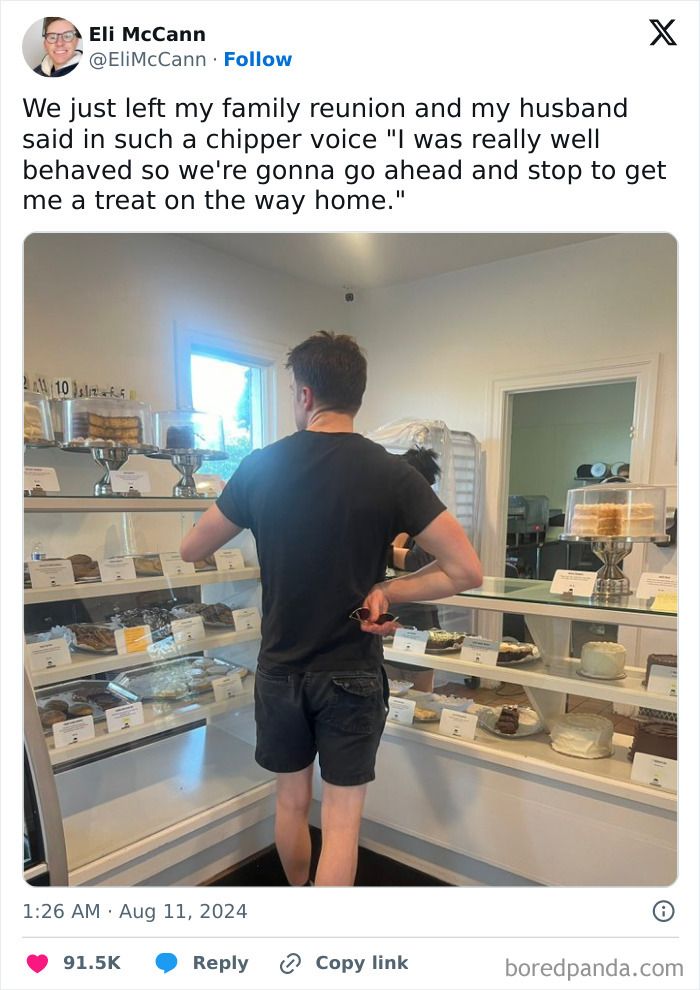 Eli McCann
@EliMcCann · Follow
We just left my family reunion and my husband
said in such a chipper voice "I was really well
behaved so we're gonna go ahead and stop to get
me a treat on the way home."
10
1:26 AM · Aug 11, 2024
91.5K Reply Copy link
boredpanda.com